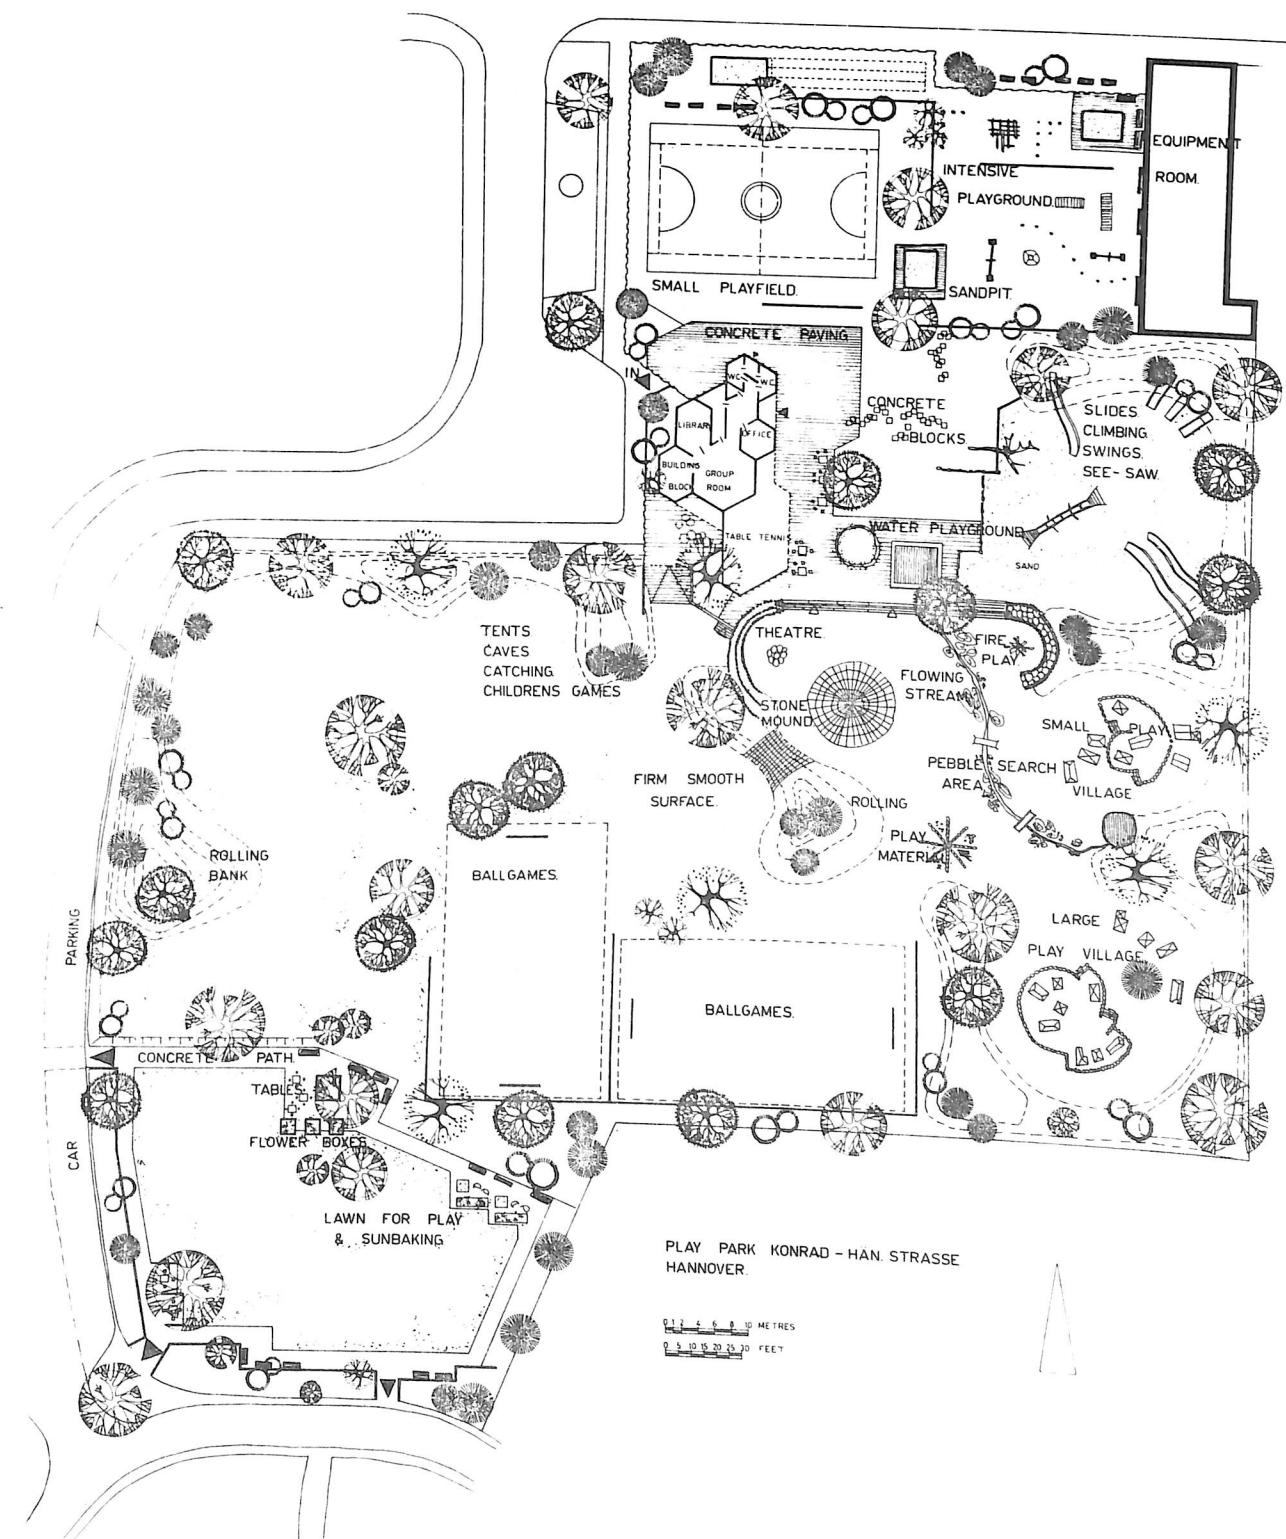 EQUIPMENT
ROOM.
INTENSIVE
PLAYGROUND.
SMALL PLAYFIELD.
SANDPIT.
CONCRETE PAVING
IN
WC
WC
LIBRARY
OFFICE
BUILDING
BLOCK
GROUP
ROOM
CONCRETE
BLOCKS.
SLIDES.
CLIMBING.
SWINGS.
SEE-SAW.
WATER PLAYGROUND
TABLE TENNIS
SAND
TENTS.
CAVES
CATCHING.
CHILDRENS GAMES
THEATRE.
FIRE
PLAY
FLOWING
STREAM
STONE
MOUND.
SMALL PLAY
VILLAGE
PEBBLE SEARCH
AREA
FIRM SMOOTH
SURFACE.
ROLLING
PLAY
MATERIAL
ROLLING
BANK
BALLGAMES.
LARGE
PLAY VILLAGE
BALLGAMES.
PARKING
CAR
CONCRETE PATH.
TABLES
FLOWER BOXES.
LAWN FOR PLAY
& SUNBAKING
PLAY PARK KONRAD - HAN. STRASSE
HANNOVER.
0 1 2 4 6 8 10 METRES
0 5 10 15 20 25 30 FEET